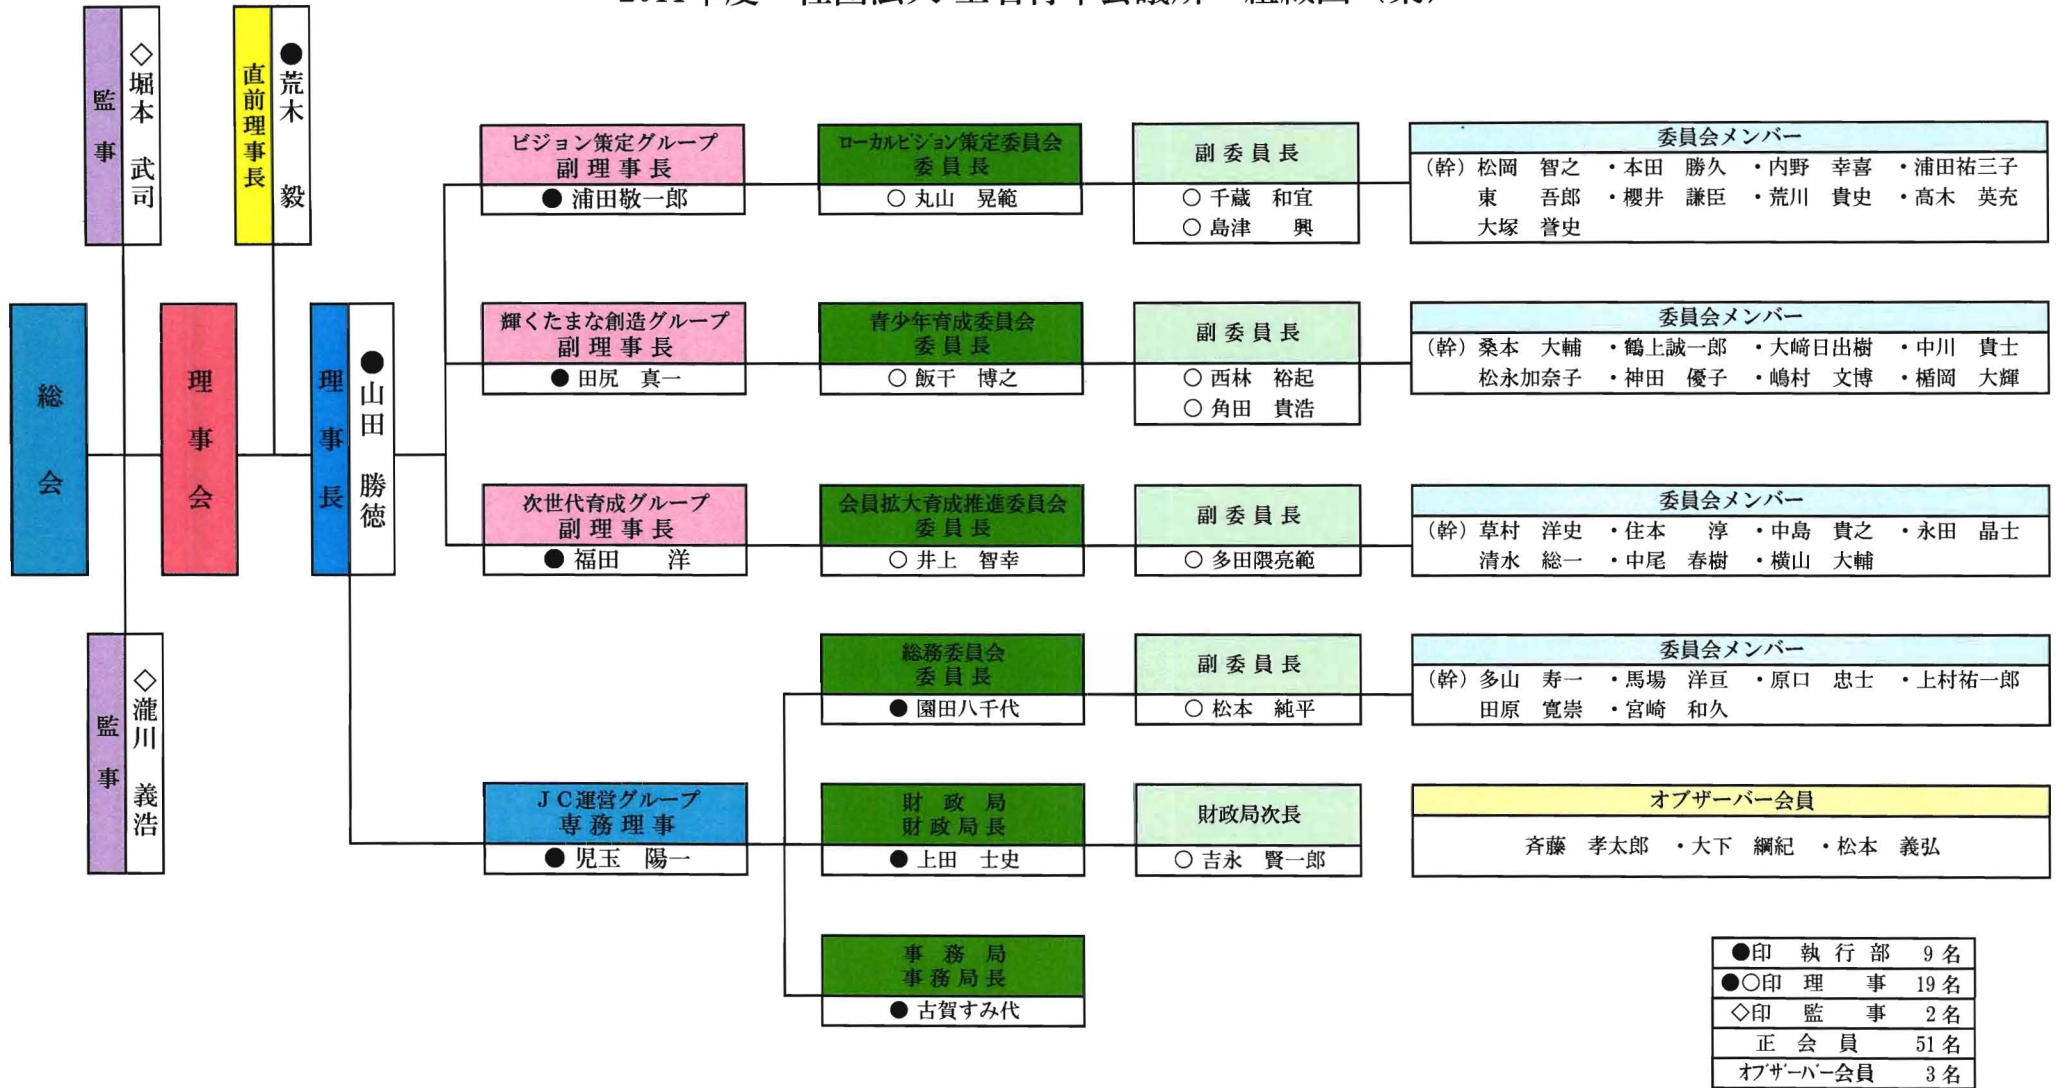 2011年度 社団法人 玉名青年会議所 組織図（案）
監事
◇堀本 武司
直前理事長
●荒木 毅
総会
理事会
理事長
●山田 勝徳
監事
◇瀧川 義浩
ビジョン策定グループ
副理事長
● 浦田敬一郎
ローカルビジョン策定委員会
委員長
○ 丸山 晃範
副委員長
○ 千蔵 和宜
○ 島津 興
委員会メンバー
（幹）松岡 智之 ・本田 勝久 ・内野 幸喜 ・浦田祐三子
東 吾郎 ・櫻井 謙臣 ・荒川 貴史 ・髙木 英充
大塚 誉史
輝くたまな創造グループ
副理事長
● 田尻 真一
青少年育成委員会
委員長
○ 飯干 博之
副委員長
○ 西林 裕起
○ 角田 貴浩
委員会メンバー
（幹）桑本 大輔 ・鶴上誠一郎 ・大﨑日出樹 ・中川 貴士
松永加奈子 ・神田 優子 ・嶋村 文博 ・楯岡 大輝
次世代育成グループ
副理事長
● 福田 洋
会員拡大育成推進委員会
委員長
○ 井上 智幸
副委員長
○ 多田隈亮範
委員会メンバー
（幹）草村 洋史 ・住本 淳 ・中島 貴之 ・永田 晶士
清水 総一 ・中尾 春樹 ・横山 大輔
総務委員会
委員長
● 園田八千代
副委員長
○ 松本 純平
委員会メンバー
（幹）多山 寿一 ・馬場 洋亘 ・原口 忠士 ・上村祐一郎
田原 寛崇 ・宮崎 和久
ＪＣ運営グループ
専務理事
● 児玉 陽一
財政局
財政局長
● 上田 士史
財政局次長
○ 吉永 賢一郎
オブザーバー会員
斉藤 孝太郎 ・大下 綱紀 ・松本 義弘
事務局
事務局長
● 古賀すみ代
●印 執行部 9名
●○印 理事 19名
◇印 監事 2名
正会員 51名
オブザーバー会員 3名